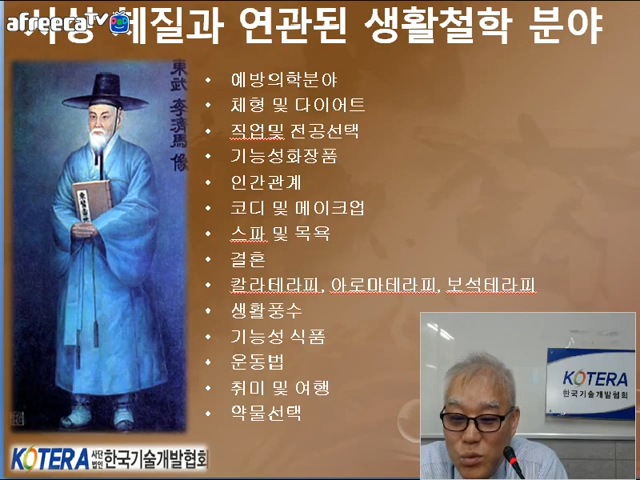 afreecaTV
사상 체질과 연관된 생활철학 분야
東武 李濟馬 像
• 예방의학분야
• 체형 및 다이어트
• 직업및 전공선택
• 기능성화장품
• 인간관계
• 코디 및 메이크업
• 스파 및 목욕
• 결혼
• 칼라테라피, 아로마테라피, 보석테라피
• 생활풍수
• 기능성 식품
• 운동법
• 취미 및 여행
• 약물선택
KOTERA
한국기술개발협회
KOTERA 사단법인 한국기술개발협회